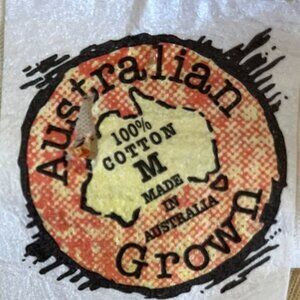 Australian
100%
COTTON
M
MADE
IN
AUSTRALIA
Grown